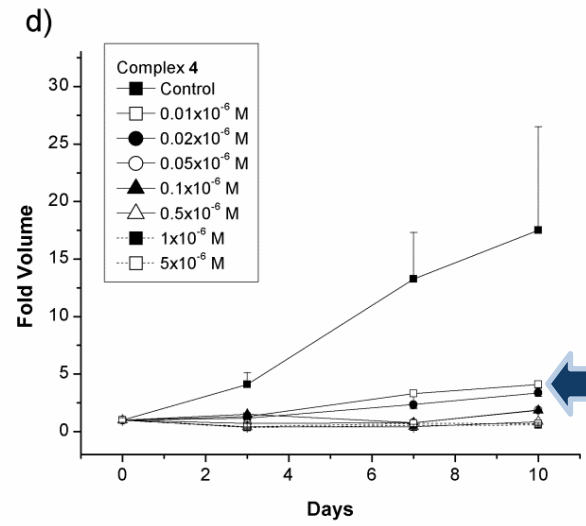 d)
Complex 4
Control
0.01x10⁻⁶ M
0.02x10⁻⁶ M
0.05x10⁻⁶ M
0.1x10⁻⁶ M
0.5x10⁻⁶ M
1x10⁻⁶ M
5x10⁻⁶ M
Fold Volume
30
25
20
15
10
5
0
0 2 4 6 8 10
Days